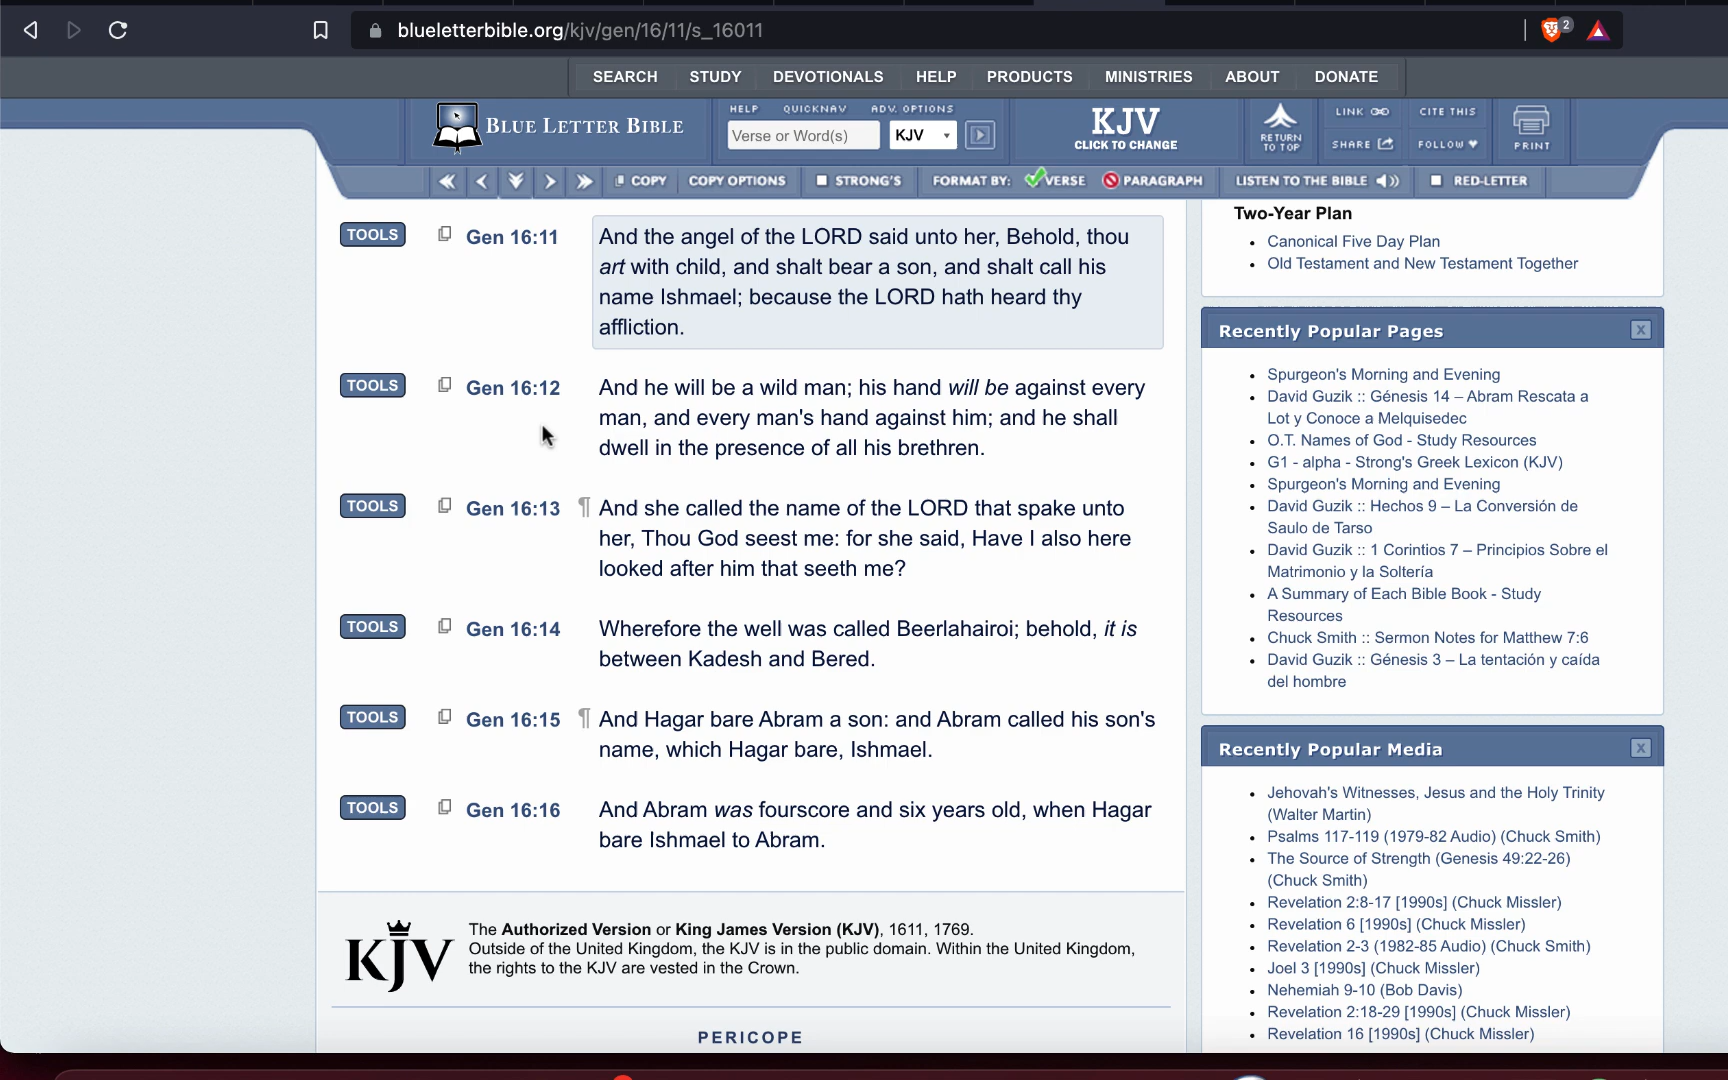 blueletterbible.org/kjv/gen/16/11/s_16011
2
SEARCH STUDY DEVOTIONALS HELP PRODUCTS MINISTRIES ABOUT DONATE
BLUE LETTER BIBLE
HELP QUICKNAV ADV. OPTIONS
Verse or Word(s) KJV
KJV
CLICK TO CHANGE
RETURN
TO TOP
LINK
SHARE
CITE THIS
FOLLOW
PRINT
COPY COPY OPTIONS STRONG'S FORMAT BY: VERSE PARAGRAPH LISTEN TO THE BIBLE RED-LETTER
TOOLS Gen 16:11 And the angel of the LORD said unto her, Behold, thou
art with child, and shalt bear a son, and shalt call his
name Ishmael; because the LORD hath heard thy
affliction.
TOOLS Gen 16:12 And he will be a wild man; his hand will be against every
man, and every man's hand against him; and he shall
dwell in the presence of all his brethren.
TOOLS Gen 16:13 ¶ And she called the name of the LORD that spake unto
her, Thou God seest me: for she said, Have I also here
looked after him that seeth me?
TOOLS Gen 16:14 Wherefore the well was called Beerlahairoi; behold, it is
between Kadesh and Bered.
TOOLS Gen 16:15 ¶ And Hagar bare Abram a son: and Abram called his son's
name, which Hagar bare, Ishmael.
TOOLS Gen 16:16 And Abram was fourscore and six years old, when Hagar
bare Ishmael to Abram.
KJV
The Authorized Version or King James Version (KJV), 1611, 1769.
Outside of the United Kingdom, the KJV is in the public domain. Within the United Kingdom,
the rights to the KJV are vested in the Crown.
PERICOPE
Two-Year Plan
Canonical Five Day Plan
Old Testament and New Testament Together
Recently Popular Pages X
Spurgeon's Morning and Evening
David Guzik :: Génesis 14 – Abram Rescata a
Lot y Conoce a Melquisedec
O.T. Names of God - Study Resources
G1 - alpha - Strong's Greek Lexicon (KJV)
Spurgeon's Morning and Evening
David Guzik :: Hechos 9 – La Conversión de
Saulo de Tarso
David Guzik :: 1 Corintios 7 – Principios Sobre el
Matrimonio y la Soltería
A Summary of Each Bible Book - Study
Resources
Chuck Smith :: Sermon Notes for Matthew 7:6
David Guzik :: Génesis 3 – La tentación y caída
del hombre
Recently Popular Media X
Jehovah's Witnesses, Jesus and the Holy Trinity
(Walter Martin)
Psalms 117-119 (1979-82 Audio) (Chuck Smith)
The Source of Strength (Genesis 49:22-26)
(Chuck Smith)
Revelation 2:8-17 [1990s] (Chuck Missler)
Revelation 6 [1990s] (Chuck Missler)
Revelation 2-3 (1982-85 Audio) (Chuck Smith)
Joel 3 [1990s] (Chuck Missler)
Nehemiah 9-10 (Bob Davis)
Revelation 2:18-29 [1990s] (Chuck Missler)
Revelation 16 [1990s] (Chuck Missler)